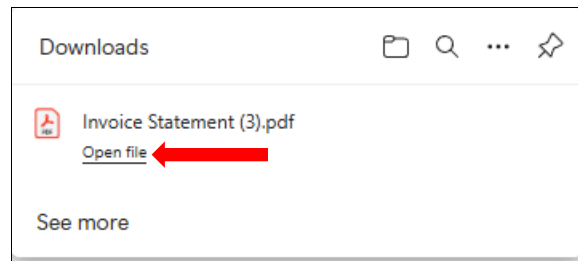 Downloads
Invoice Statement (3).pdf
Open file
See more